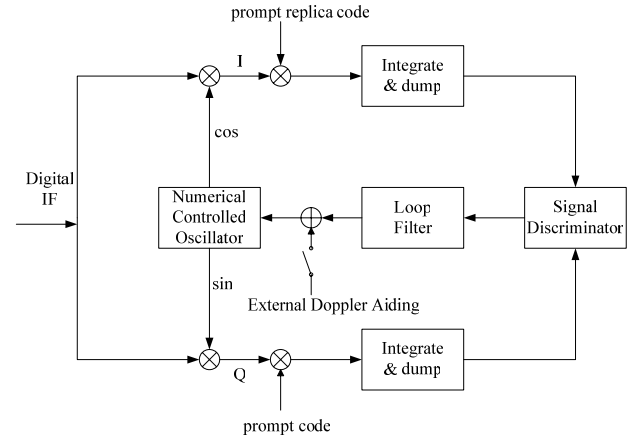 prompt replica code
I
Integrate
& dump
cos
Digital
IF
Numerical
Controlled
Oscillator
Loop
Filter
Signal
Discriminator
sin
External Doppler Aiding
Integrate
& dump
Q
prompt code